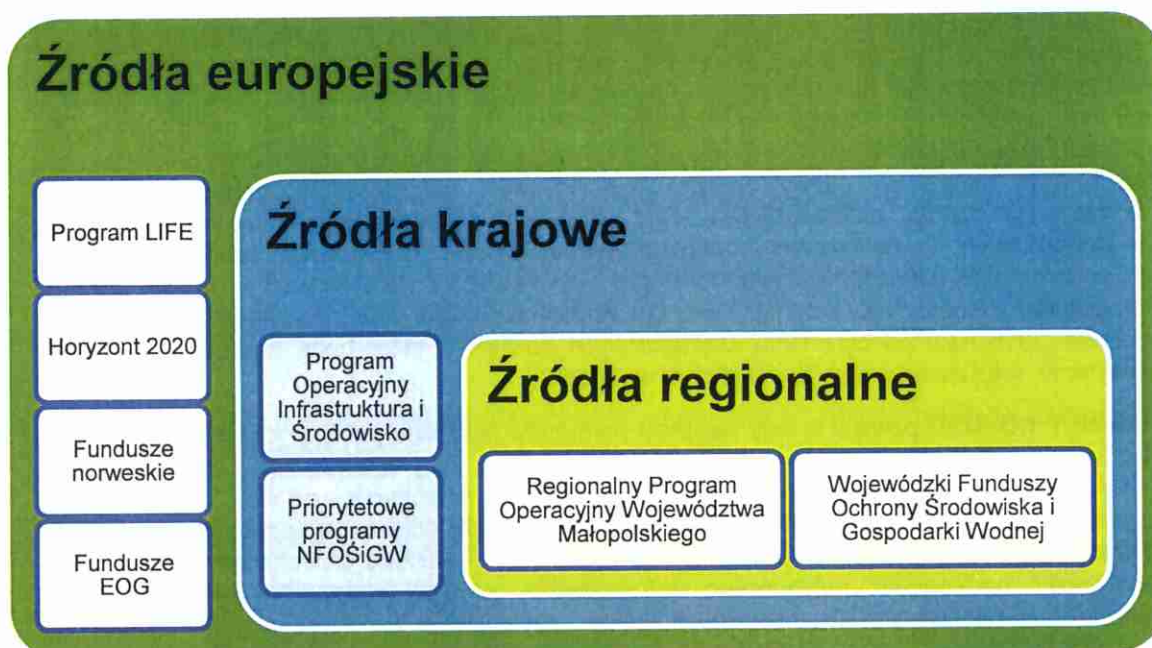 Źródła europejskie
Program LIFE
Horyzont 2020
Fundusze
norweskie
Fundusze
EOG
Źródła krajowe
Program
Operacyjny
Infrastruktura i
Środowisko
Priorytetowe
programy
NFOŚiGW
Źródła regionalne
Regionalny Program
Operacyjny Województwa
Małopolskiego
Wojewódzki Funduszy
Ochrony Środowiska i
Gospodarki Wodnej